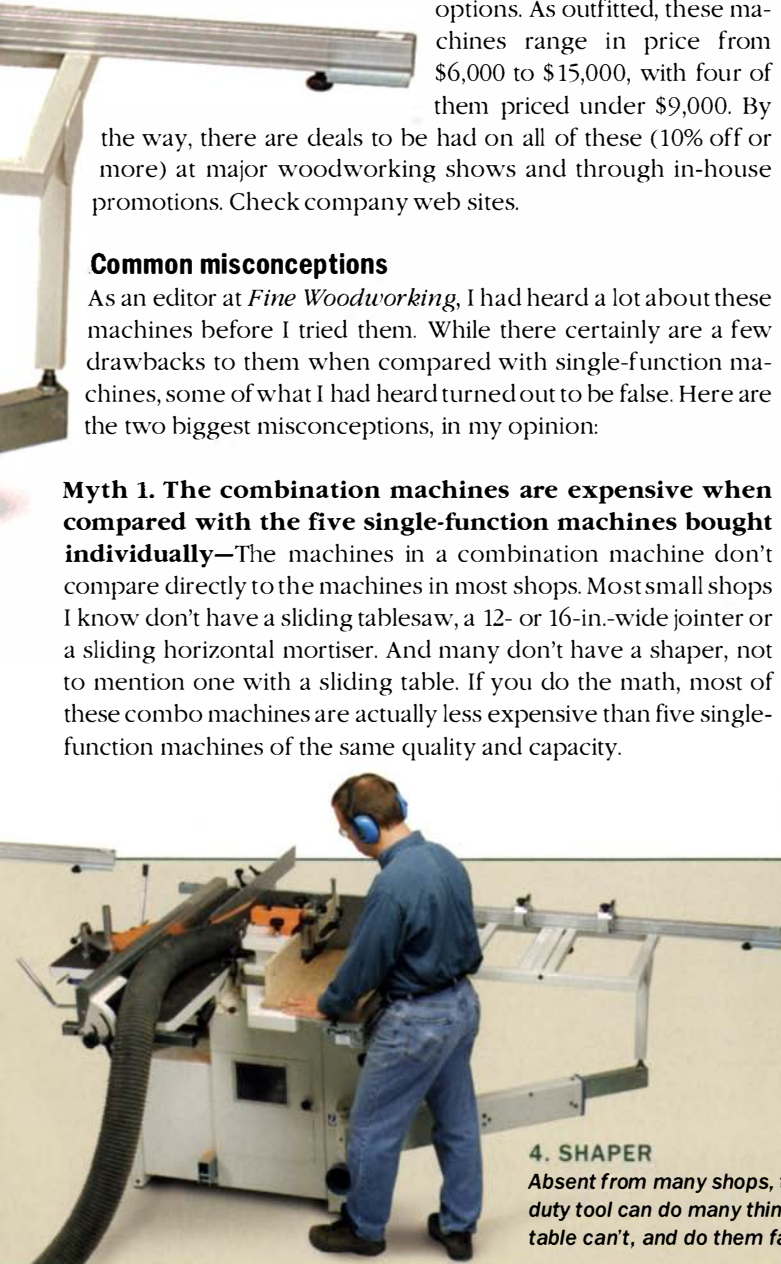 options. As outfitted, these ma-
chines range in price from
$6,000 to $15,000, with four of
them priced under $9,000. By
the way, there are deals to be had on all of these (10% off or
more) at major woodworking shows and through in-house
promotions. Check company web sites.
Common misconceptions
As an editor at Fine Woodworking, I had heard a lot about these
machines before I tried them. While there certainly are a few
drawbacks to them when compared with single-function ma-
chines, some of what I had heard turned out to be false. Here are
the two biggest misconceptions, in my opinion:
Myth 1. The combination machines are expensive when
compared with the five single-function machines bought
individually—The machines in a combination machine don't
compare directly to the machines in most shops. Most small shops
I know don't have a sliding tablesaw, a 12- or 16-in.-wide jointer or
a sliding horizontal mortiser. And many don't have a shaper, not
to mention one with a sliding table. If you do the math, most of
these combo machines are actually less expensive than five single-
function machines of the same quality and capacity.
4. SHAPER
Absent from many shops,
duty tool can do many
table can't, and do them